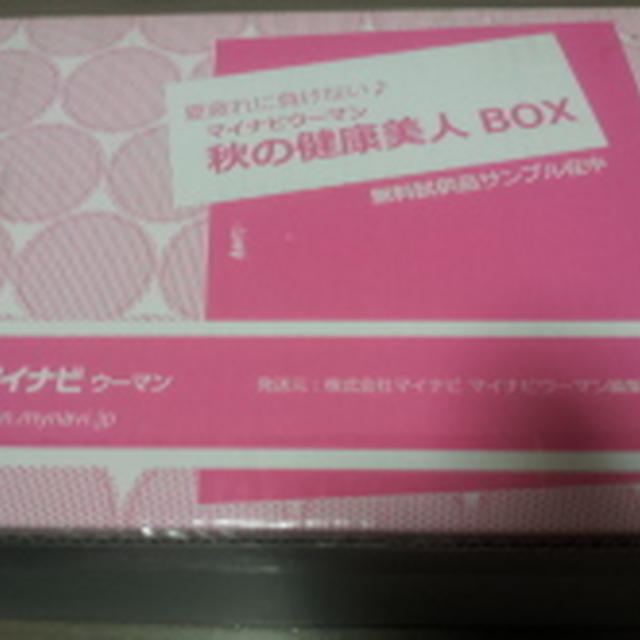 夏疲れに負けない♪
マイナビウーマン
秋の健康美人 BOX
無料試供品サンプル在中
マイナビ ウーマン
発送元：株式会社マイナビ マイナビウーマン編集
.mynavi.jp